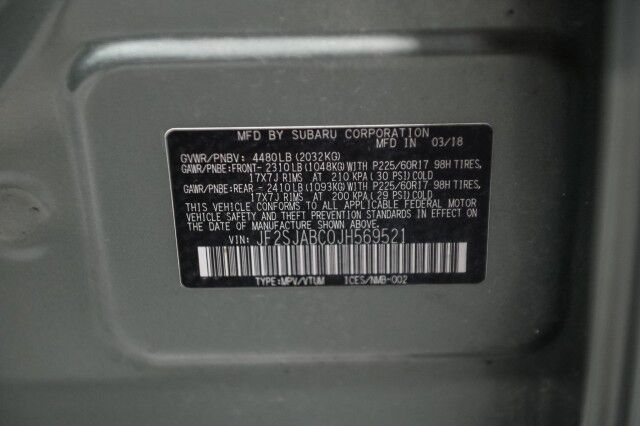 MFD BY SUBARU CORPORATION
MFD IN 03/18
GVWR/PNBV: 4480LB (2032KG)
GAWR/PNBE:FRONT- 2310LB (1048KG) WITH P225/60R17 98H TIRES,
17X7J RIMS AT 210 KPA (30 PSI) COLD
GAWR/PNBE:REAR - 2410LB (1093KG) WITH P225/60R17 98H TIRES,
17X7J RIMS AT 200 KPA (29 PSI) COLD
THIS VEHICLE CONFORMS TO ALL APPLICABLE FEDERAL MOTOR
VEHICLE SAFETY AND THEFT PREVENTION STANDARDS IN EFFECT ON
THE DATE OF MANUFACTURE SHOWN ABOVE.
VIN: JF2SJABC0JH569521
TYPE:MPV/VTUM ICES/NMB-002